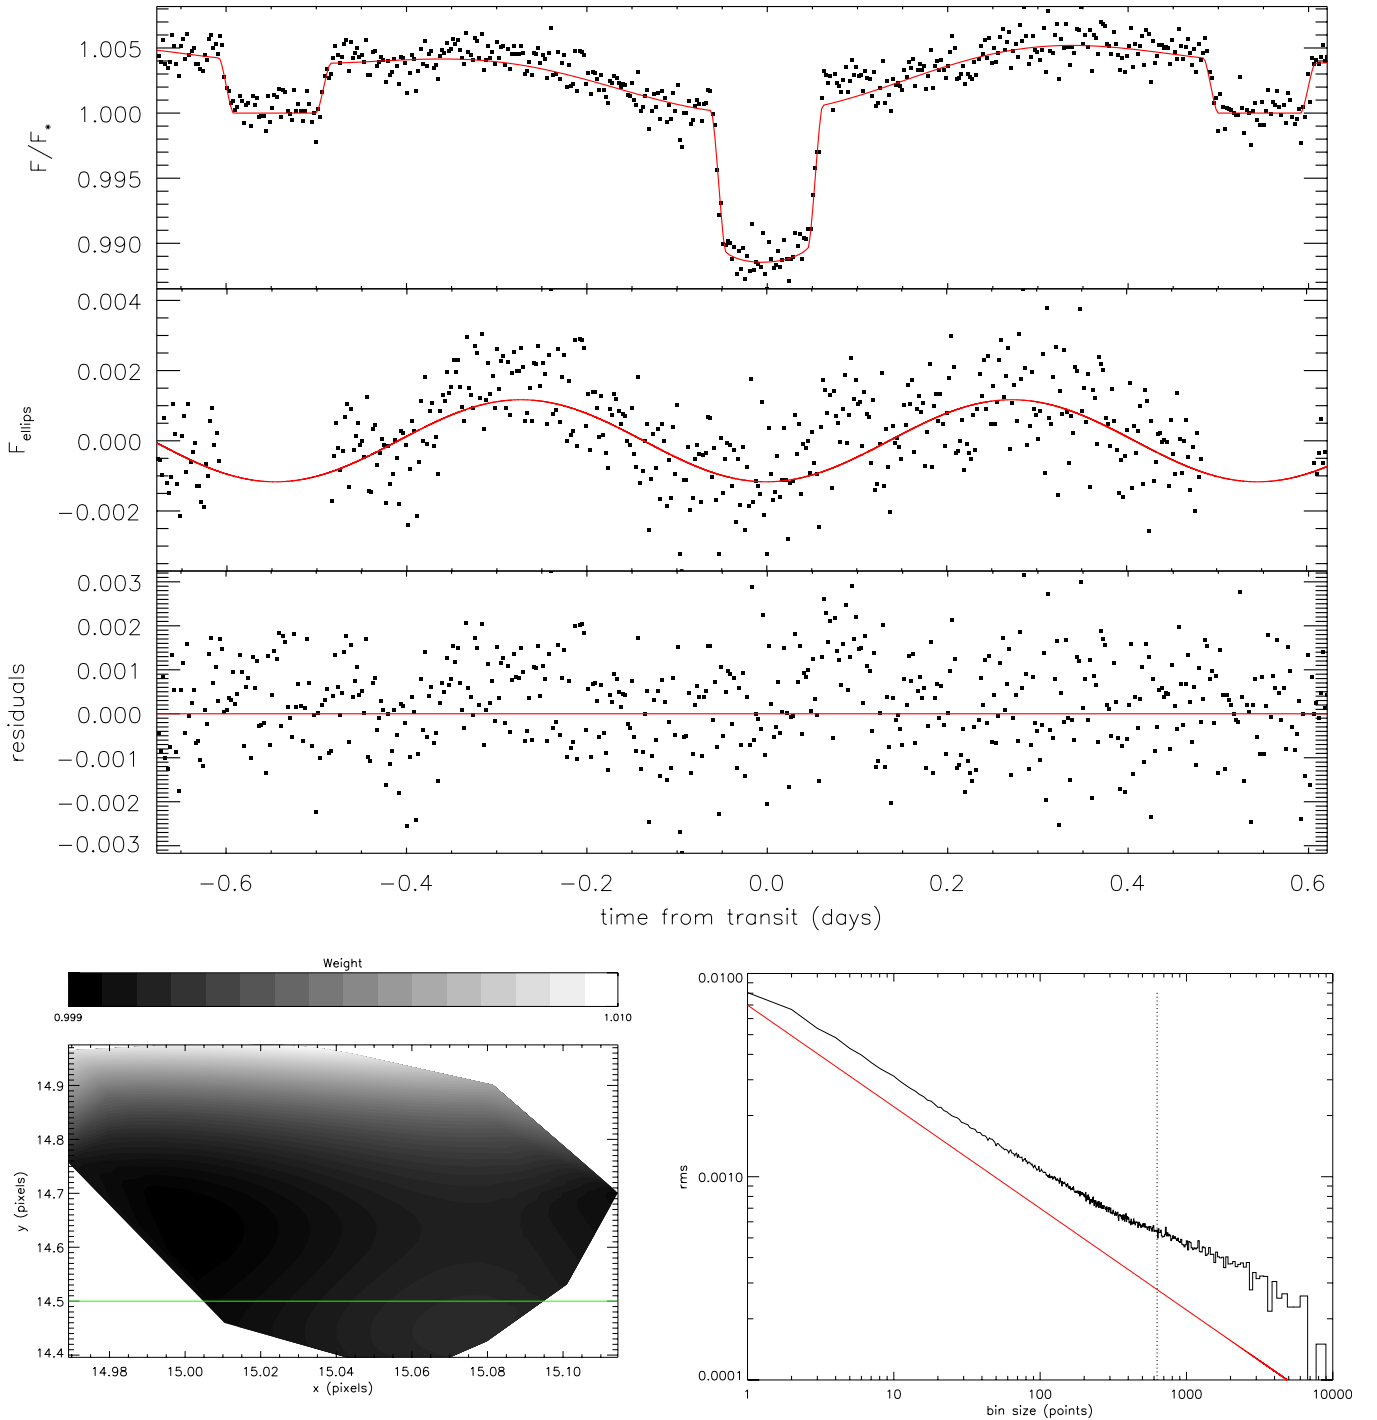 F/F*
1.005
1.000
0.995
0.990
F ellips
0.004
0.002
0.000
−0.002
residuals
0.003
0.002
0.001
0.000
−0.001
−0.002
−0.003
−0.6 −0.4 −0.2 0.0 0.2 0.4 0.6
time from transit (days)
Weight
0.999 1.010
y (pixels)
14.9
14.8
14.7
14.6
14.5
14.4
14.98 15.00 15.02 15.04 15.06 15.08 15.10
x (pixels)
rms
0.0100
0.0010
0.0001
1 10 100 1000 10000
bin size (points)